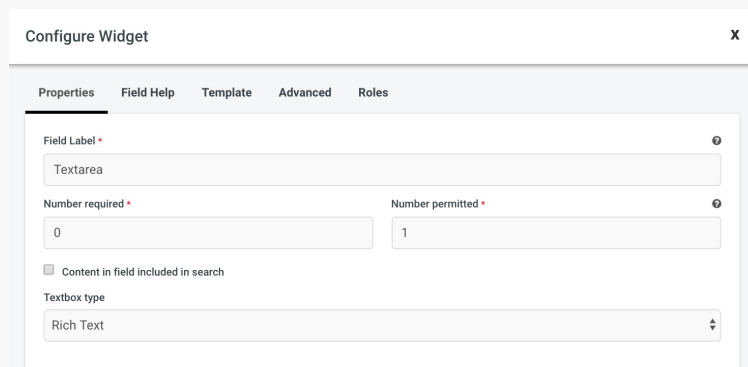 Configure Widget X
Properties Field Help Template Advanced Roles
Field Label * ?
Textarea
Number required * Number permitted * ?
0 1
Content in field included in search
Textbox type
Rich Text